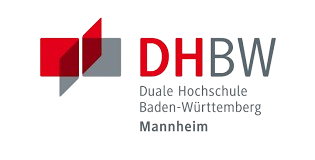 DHBW
Duale Hochschule
Baden-Württemberg
Mannheim